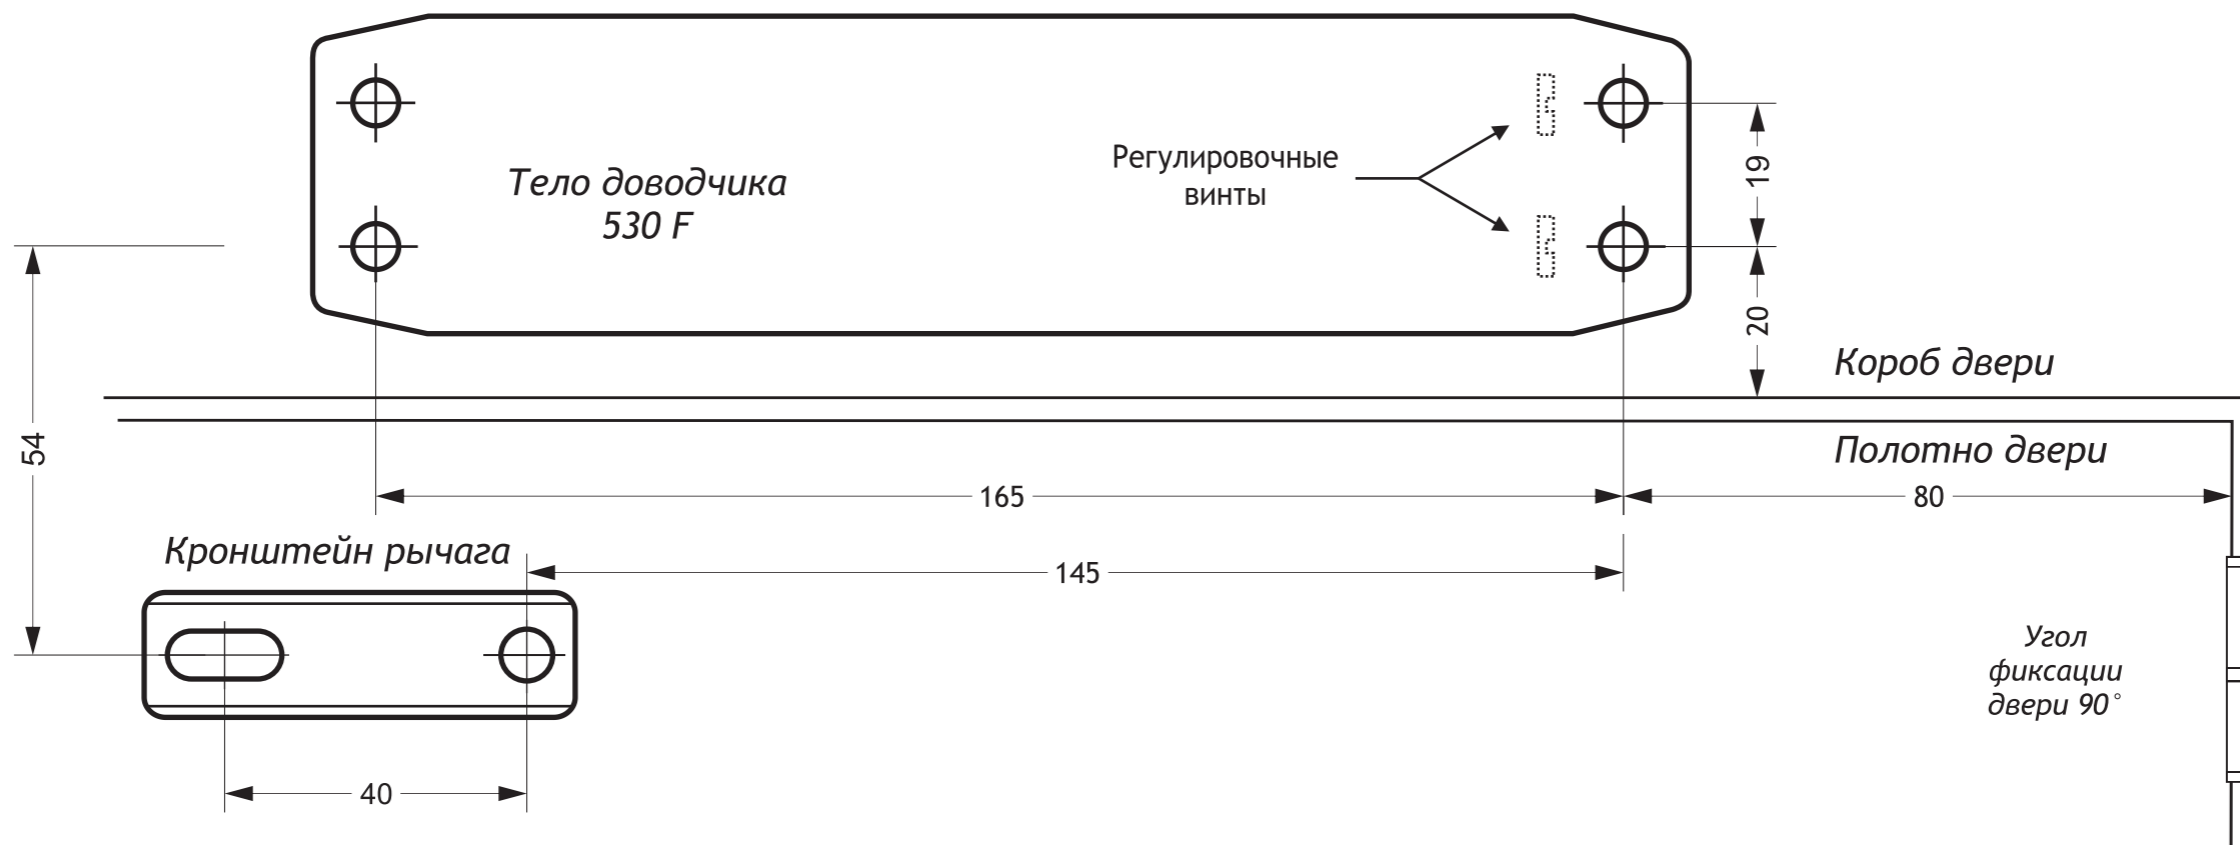 Тело доводчика
530 F
Регулировочные
винты
19
20
Короб двери
54
Полотно двери
165
80
Кронштейн рычага
145
Угол
фиксации
двери 90°
40